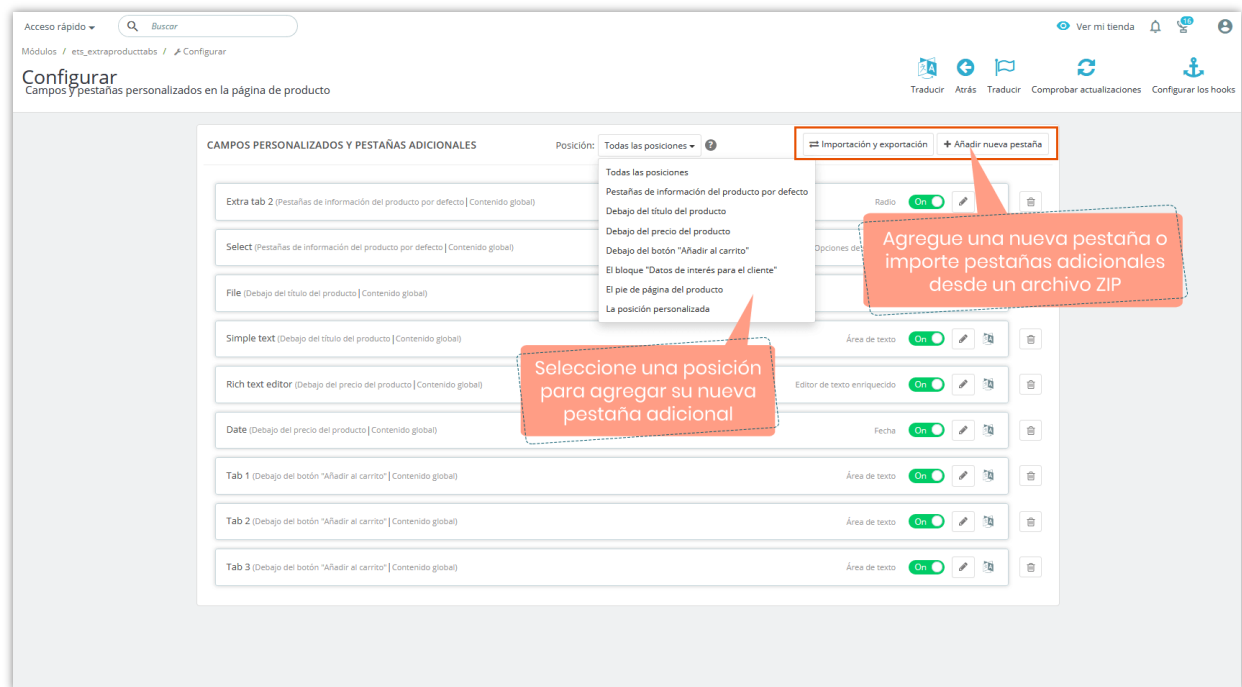 Acceso rápido
Buscar
Ver mi tienda
16
Módulos / ets_extraproducttabs / Configurar
Configurar
Campos y pestañas personalizados en la página de producto
Traducir
Atrás
Traducir
Comprobar actualizaciones
Configurar los hooks
CAMPOS PERSONALIZADOS Y PESTAÑAS ADICIONALES
Posición:
Todas las posiciones
?
Importación y exportación
+ Añadir nueva pestaña
Todas las posiciones
Pestañas de información del producto por defecto
Debajo del título del producto
Debajo del precio del producto
Debajo del botón "Añadir al carrito"
El bloque "Datos de interés para el cliente"
El pie de página del producto
La posición personalizada
Extra tab 2 (Pestañas de información del producto por defecto | Contenido global)
Radio
On
Select (Pestañas de información del producto por defecto | Contenido global)
Opciones de
Agregue una nueva pestaña o
importe pestañas adicionales
desde un archivo ZIP
File (Debajo del título del producto | Contenido global)
Simple text (Debajo del título del producto | Contenido global)
Área de texto
On
Seleccione una posición
para agregar su nueva
pestaña adicional
Rich text editor (Debajo del precio del producto | Contenido global)
Editor de texto enriquecido
On
Date (Debajo del precio del producto | Contenido global)
Fecha
On
Tab 1 (Debajo del botón "Añadir al carrito" | Contenido global)
Área de texto
On
Tab 2 (Debajo del botón "Añadir al carrito" | Contenido global)
Área de texto
On
Tab 3 (Debajo del botón "Añadir al carrito" | Contenido global)
Área de texto
On